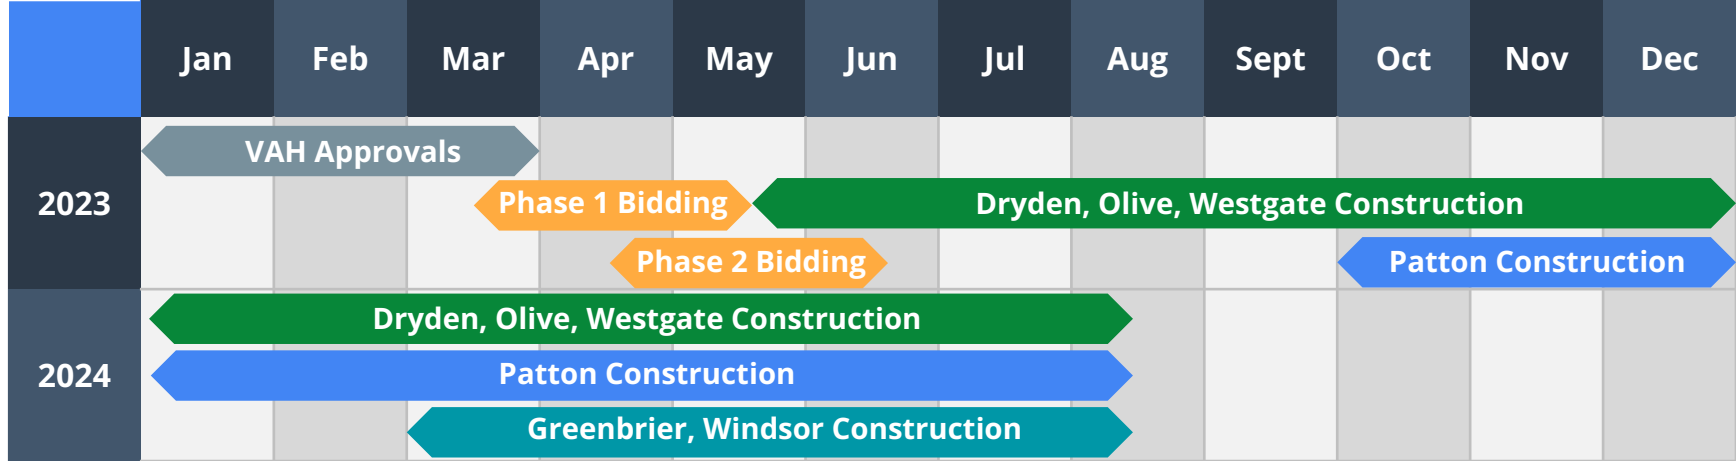 Jan Feb Mar Apr May Jun Jul Aug Sept Oct Nov Dec
2023
VAH Approvals
Phase 1 Bidding
Dryden, Olive, Westgate Construction
Phase 2 Bidding
Patton Construction
2024
Dryden, Olive, Westgate Construction
Patton Construction
Greenbrier, Windsor Construction